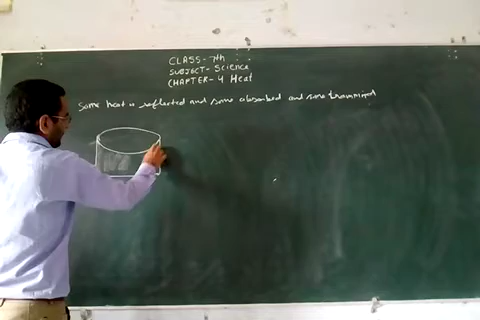 CLASS- 7th
SUBJECT- Science
CHAPTER- 4 Heat
Some heat is reflected and some absorbed and some transmitted